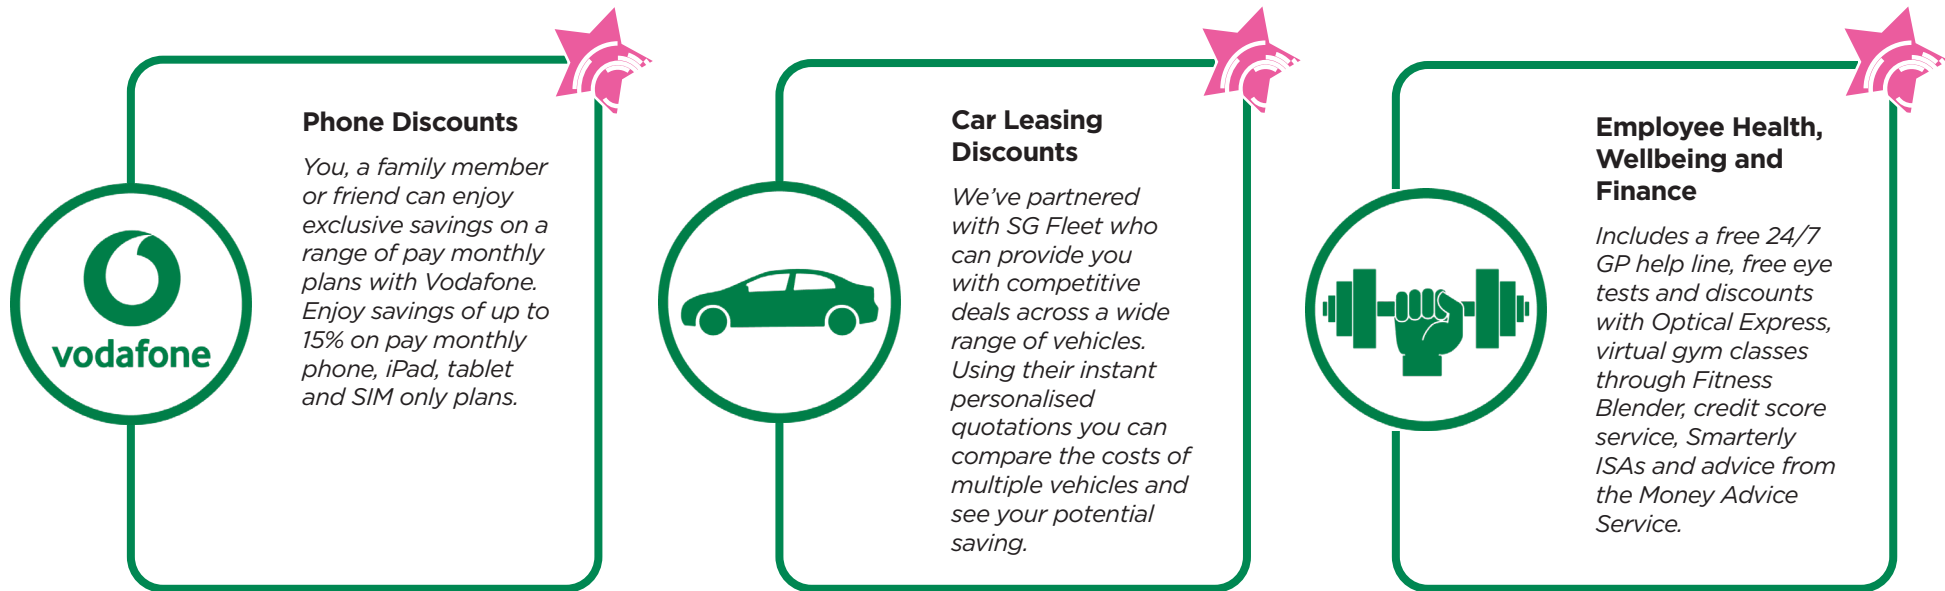 vodafone
Phone Discounts
You, a family member
or friend can enjoy
exclusive savings on a
range of pay monthly
plans with Vodafone.
Enjoy savings of up to
15% on pay monthly
phone, iPad, tablet
and SIM only plans.
Car Leasing
Discounts
We’ve partnered
with SG Fleet who
can provide you
with competitive
deals across a wide
range of vehicles.
Using their instant
personalised
quotations you can
compare the costs of
multiple vehicles and
see your potential
saving.
Employee Health,
Wellbeing and
Finance
Includes a free 24/7
GP help line, free eye
tests and discounts
with Optical Express,
virtual gym classes
through Fitness
Blender, credit score
service, Smarterly
ISAs and advice from
the Money Advice
Service.